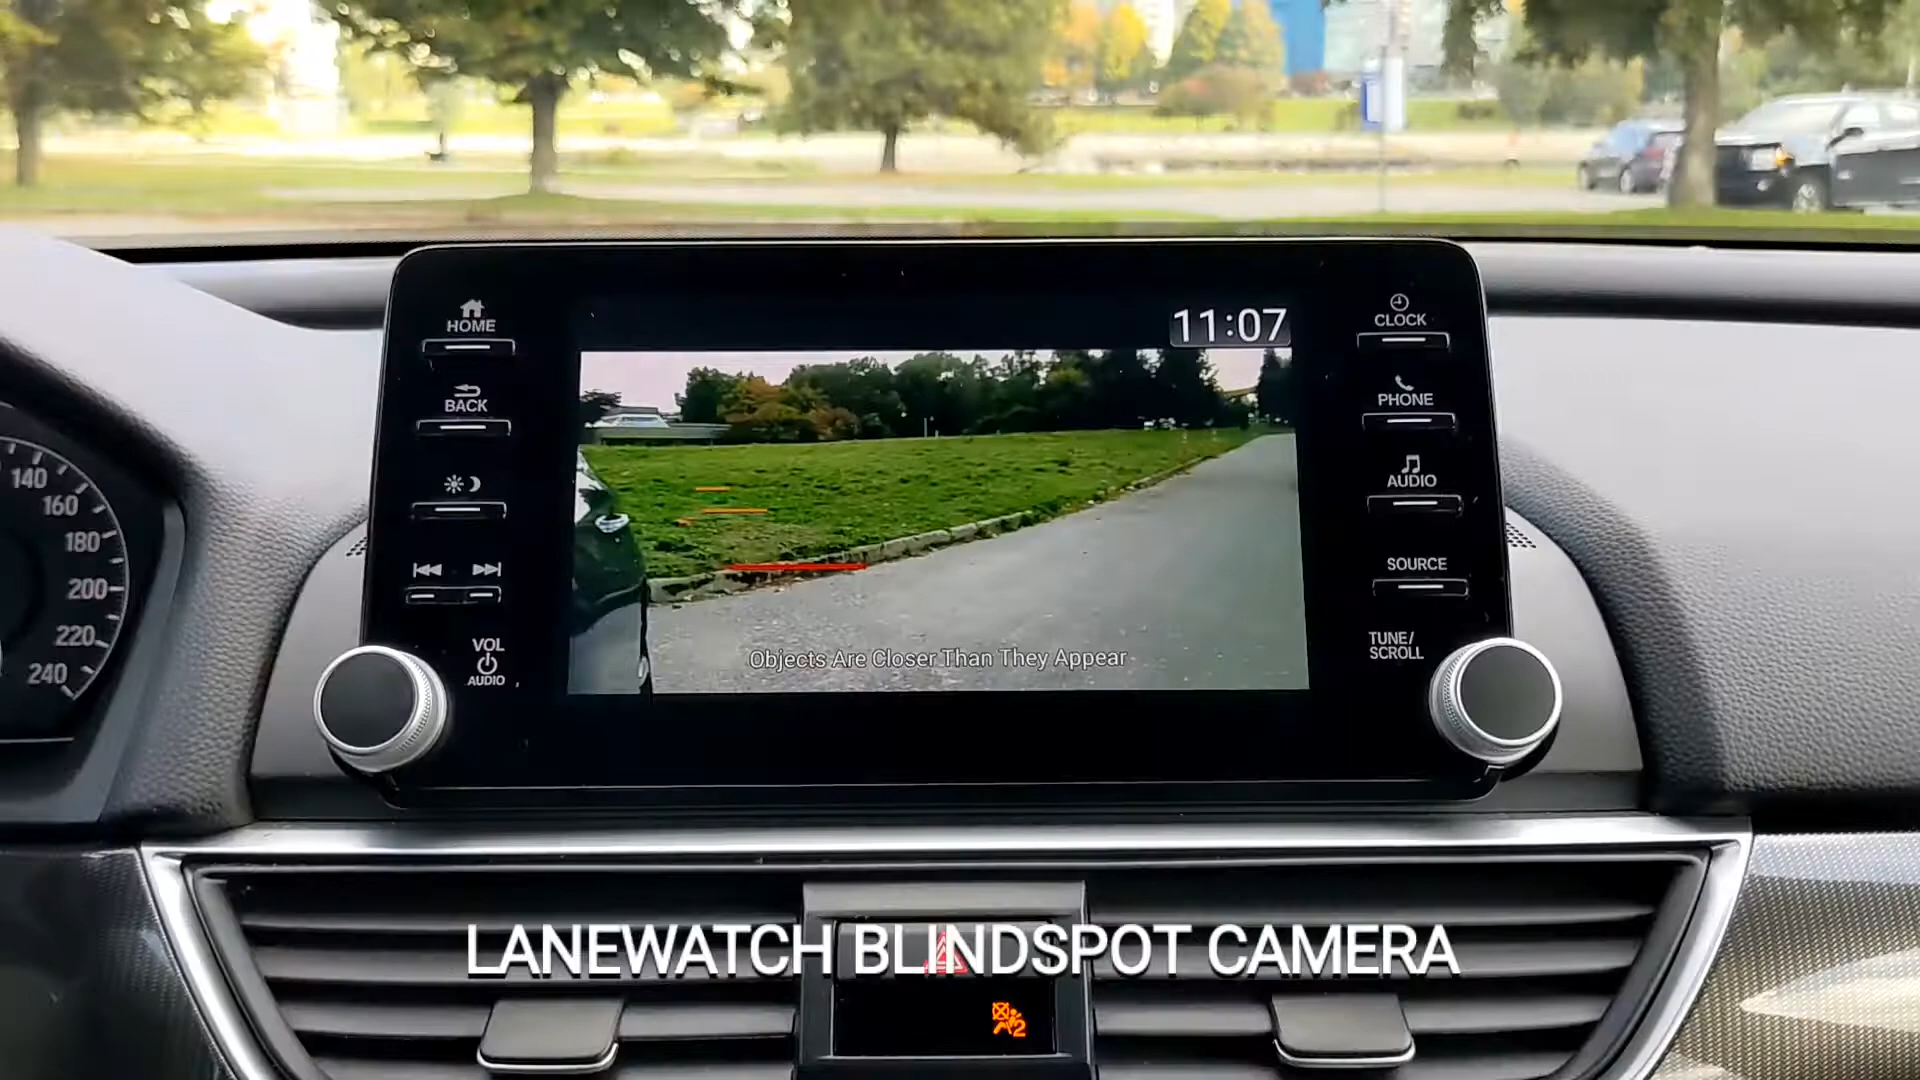 HOME
BACK
VOL
AUDIO
11:07
Objects Are Closer Than They Appear
CLOCK
PHONE
AUDIO
SOURCE
TUNE/
SCROLL
140
160
180
200
220
240
LANEWATCH BLINDSPOT CAMERA
2